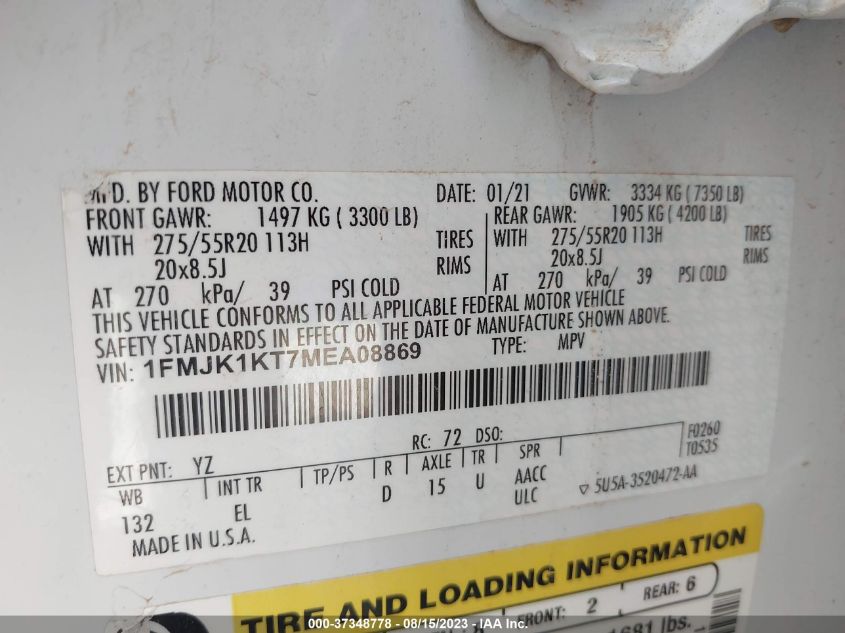 MFD. BY FORD MOTOR CO. DATE: 01/21 GVWR: 3334 KG ( 7350 LB)
FRONT GAWR: 1497 KG ( 3300 LB) REAR GAWR: 1905 KG ( 4200 LB)
WITH 275/55R20 113H TIRES WITH 275/55R20 113H TIRES
20x8.5J RIMS 20x8.5J RIMS
AT 270 kPa/ 39 PSI COLD AT 270 kPa/ 39 PSI COLD
THIS VEHICLE CONFORMS TO ALL APPLICABLE FEDERAL MOTOR VEHICLE
SAFETY STANDARDS IN EFFECT ON THE DATE OF MANUFACTURE SHOWN ABOVE.
VIN: 1FMJK1KT7MEA08869 TYPE: MPV
F0260
T0535
EXT PNT: YZ RC: 72 DSO:
WB INT TR TP/PS R AXLE TR SPR
132 EL D 15 U AACC
ULC
5U5A-3520472-AA
MADE IN U.S.A.
TIRE AND LOADING INFORMATION
FRONT: 2 REAR: 6
lbs.
000-37348778 - 08/15/2023 - IAA Inc.